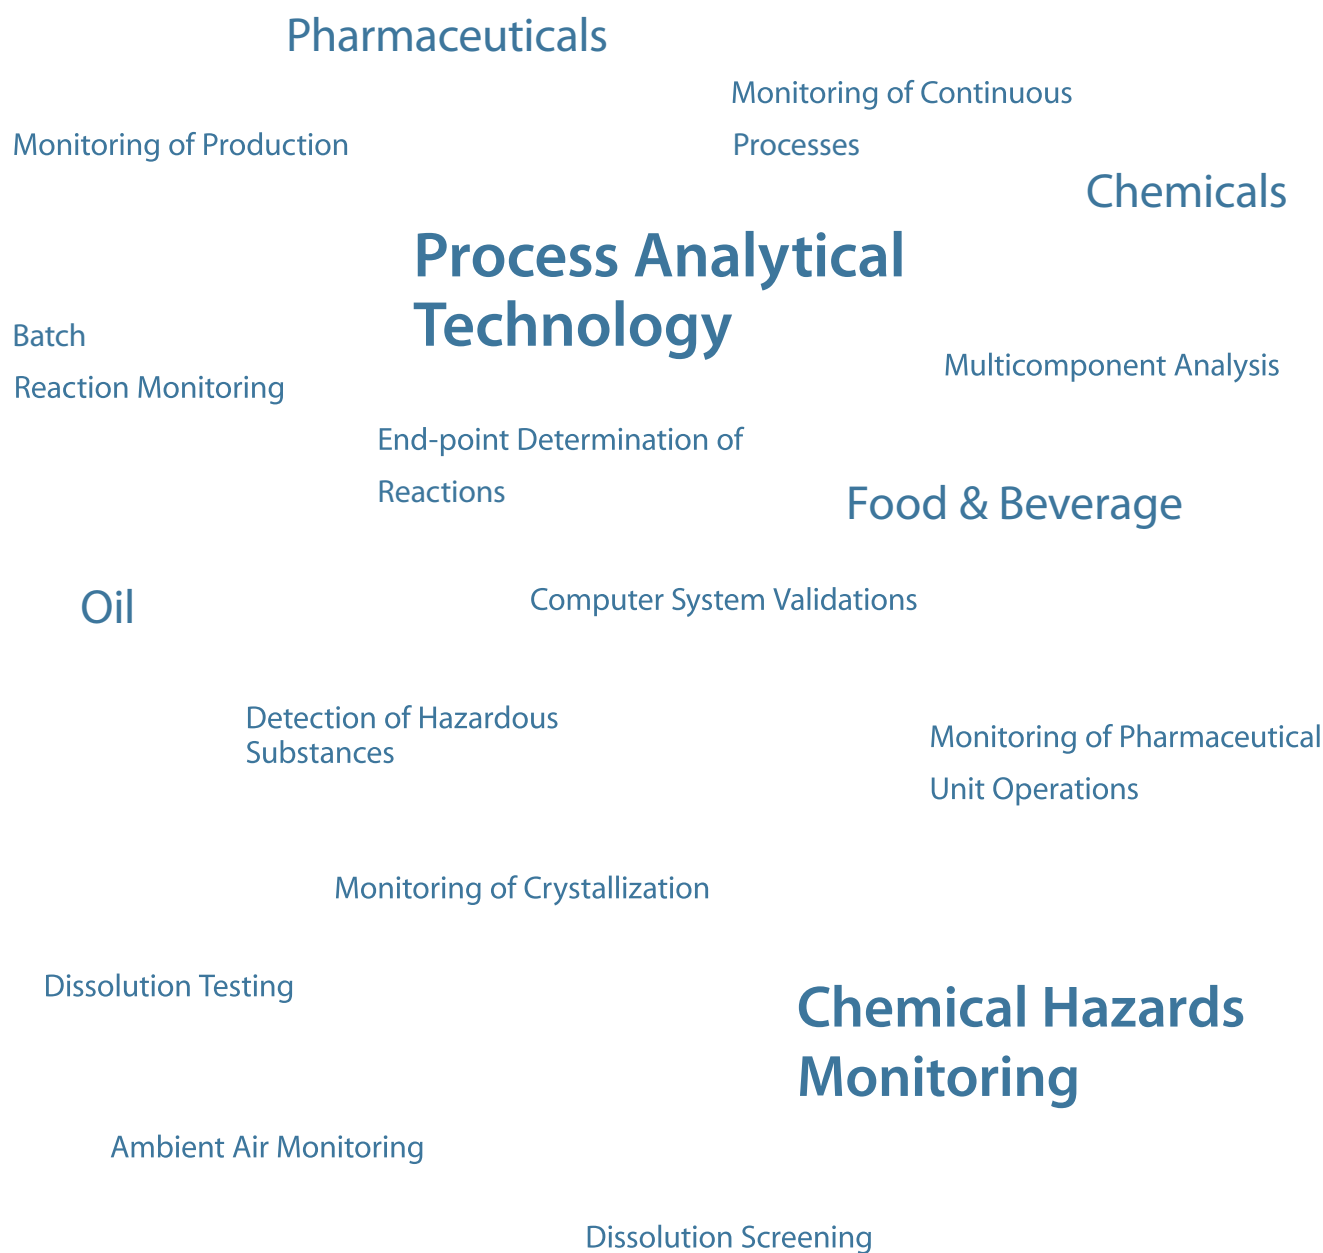 Pharmaceuticals
Monitoring of Continuous
Processes
Monitoring of Production
Chemicals
Process Analytical
Technology
Batch
Reaction Monitoring
Multicomponent Analysis
End-point Determination of
Reactions
Food & Beverage
Oil
Computer System Validations
Detection of Hazardous
Substances
Monitoring of Pharmaceutical
Unit Operations
Monitoring of Crystallization
Dissolution Testing
Chemical Hazards
Monitoring
Ambient Air Monitoring
Dissolution Screening